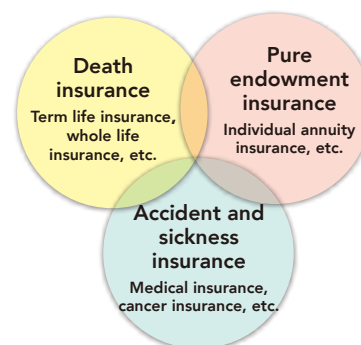 Death
insurance
Term life insurance,
whole life
insurance, etc.
Pure
endowment
insurance
Individual annuity
insurance, etc.
Accident and
sickness
insurance
Medical insurance,
cancer insurance, etc.